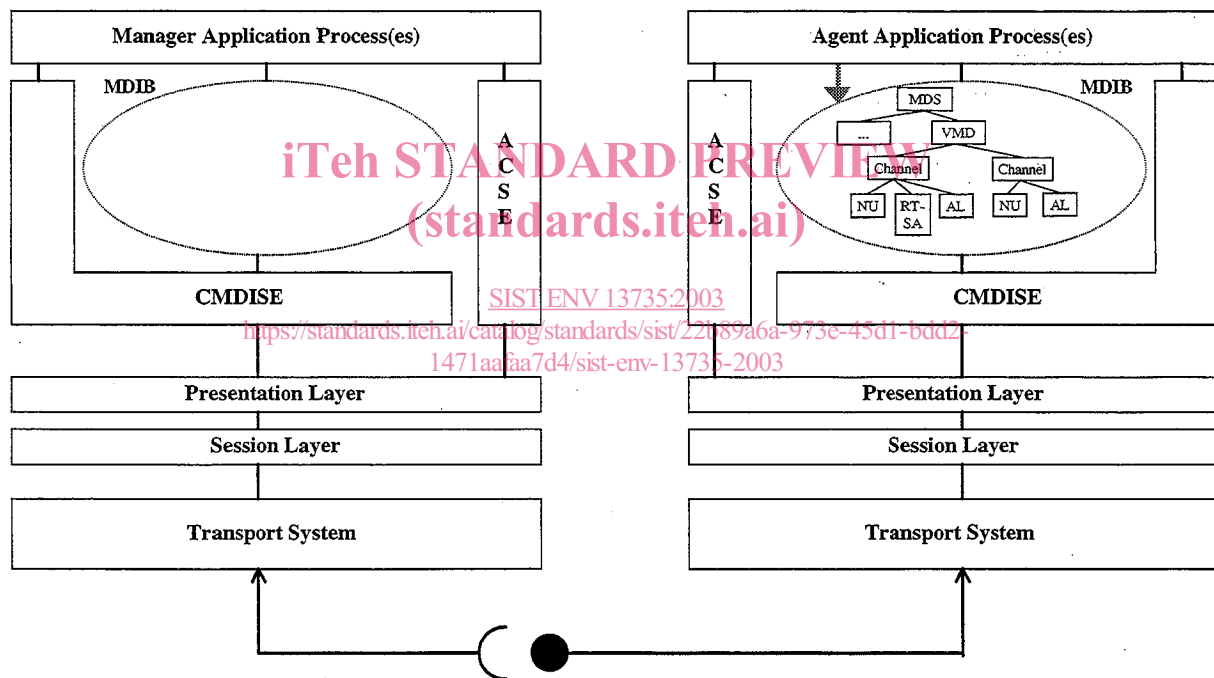 Manager Application Process(es)
Agent Application Process(es)
MDIB
MDIB
MDS
...
VMD
Channel
Channel
NU
RT-
SA
AL
NU
AL
A
C
S
E
A
C
S
E
iTeh STANDARD PREVIEW
(standards.iteh.ai)
CMDISE
CMDISE
SIST ENV 13735:2003
https://standards.iteh.ai/catalog/standards/sist/22b89a6a-973e-45d1-bdd2-
1471aafaa7d4/sist-env-13735-2003
Presentation Layer
Presentation Layer
Session Layer
Session Layer
Transport System
Transport System